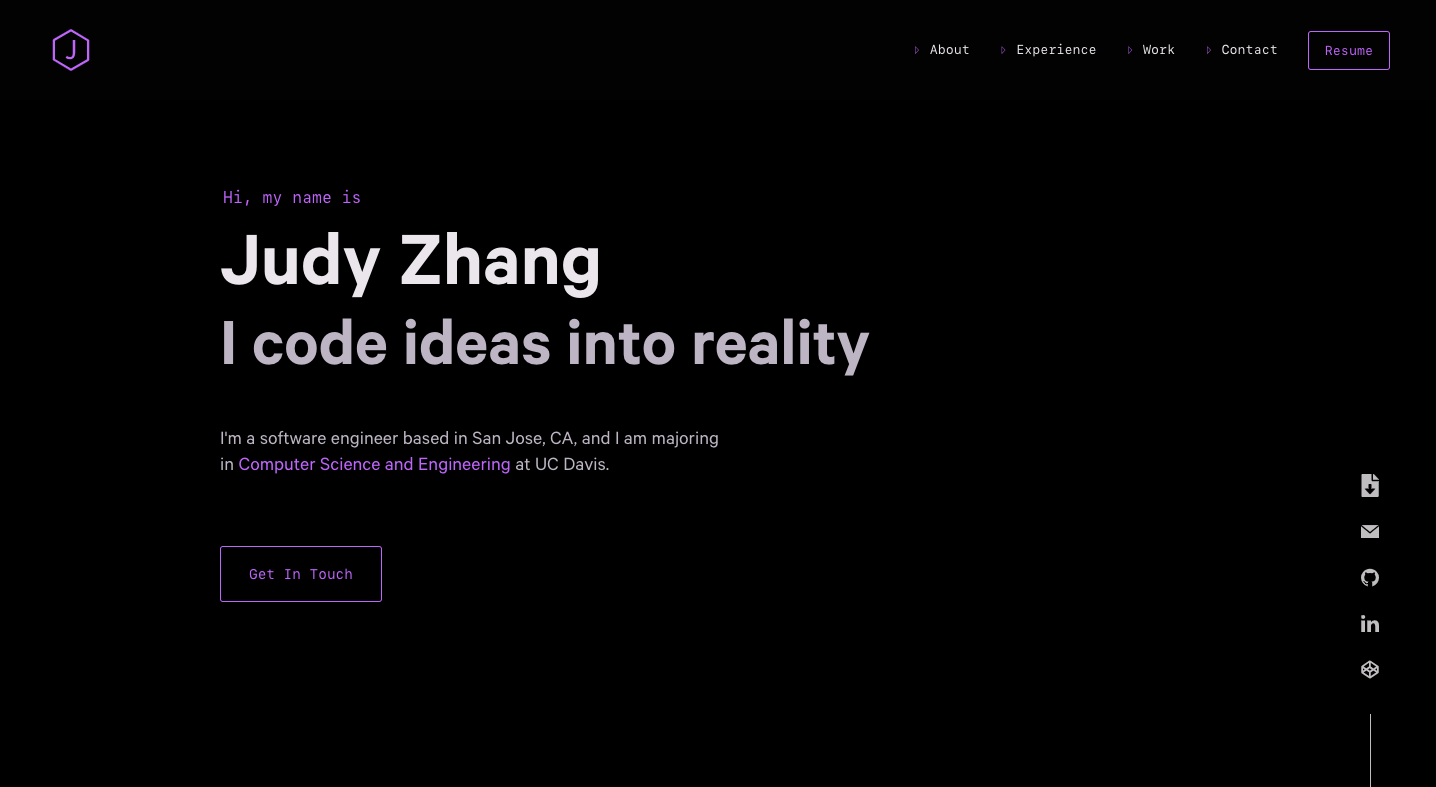 J
About
Experience
Work
Contact
Resume
Hi, my name is
Judy Zhang
I code ideas into reality
I'm a software engineer based in San Jose, CA, and I am majoring
in Computer Science and Engineering at UC Davis.
Get In Touch
in